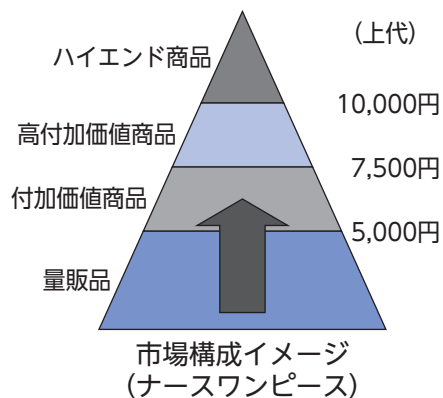 （上代）
ハイエンド商品
10,000円
高付加価値商品
7,500円
付加価値商品
5,000円
量販品
市場構成イメージ
（ナースワンピース）